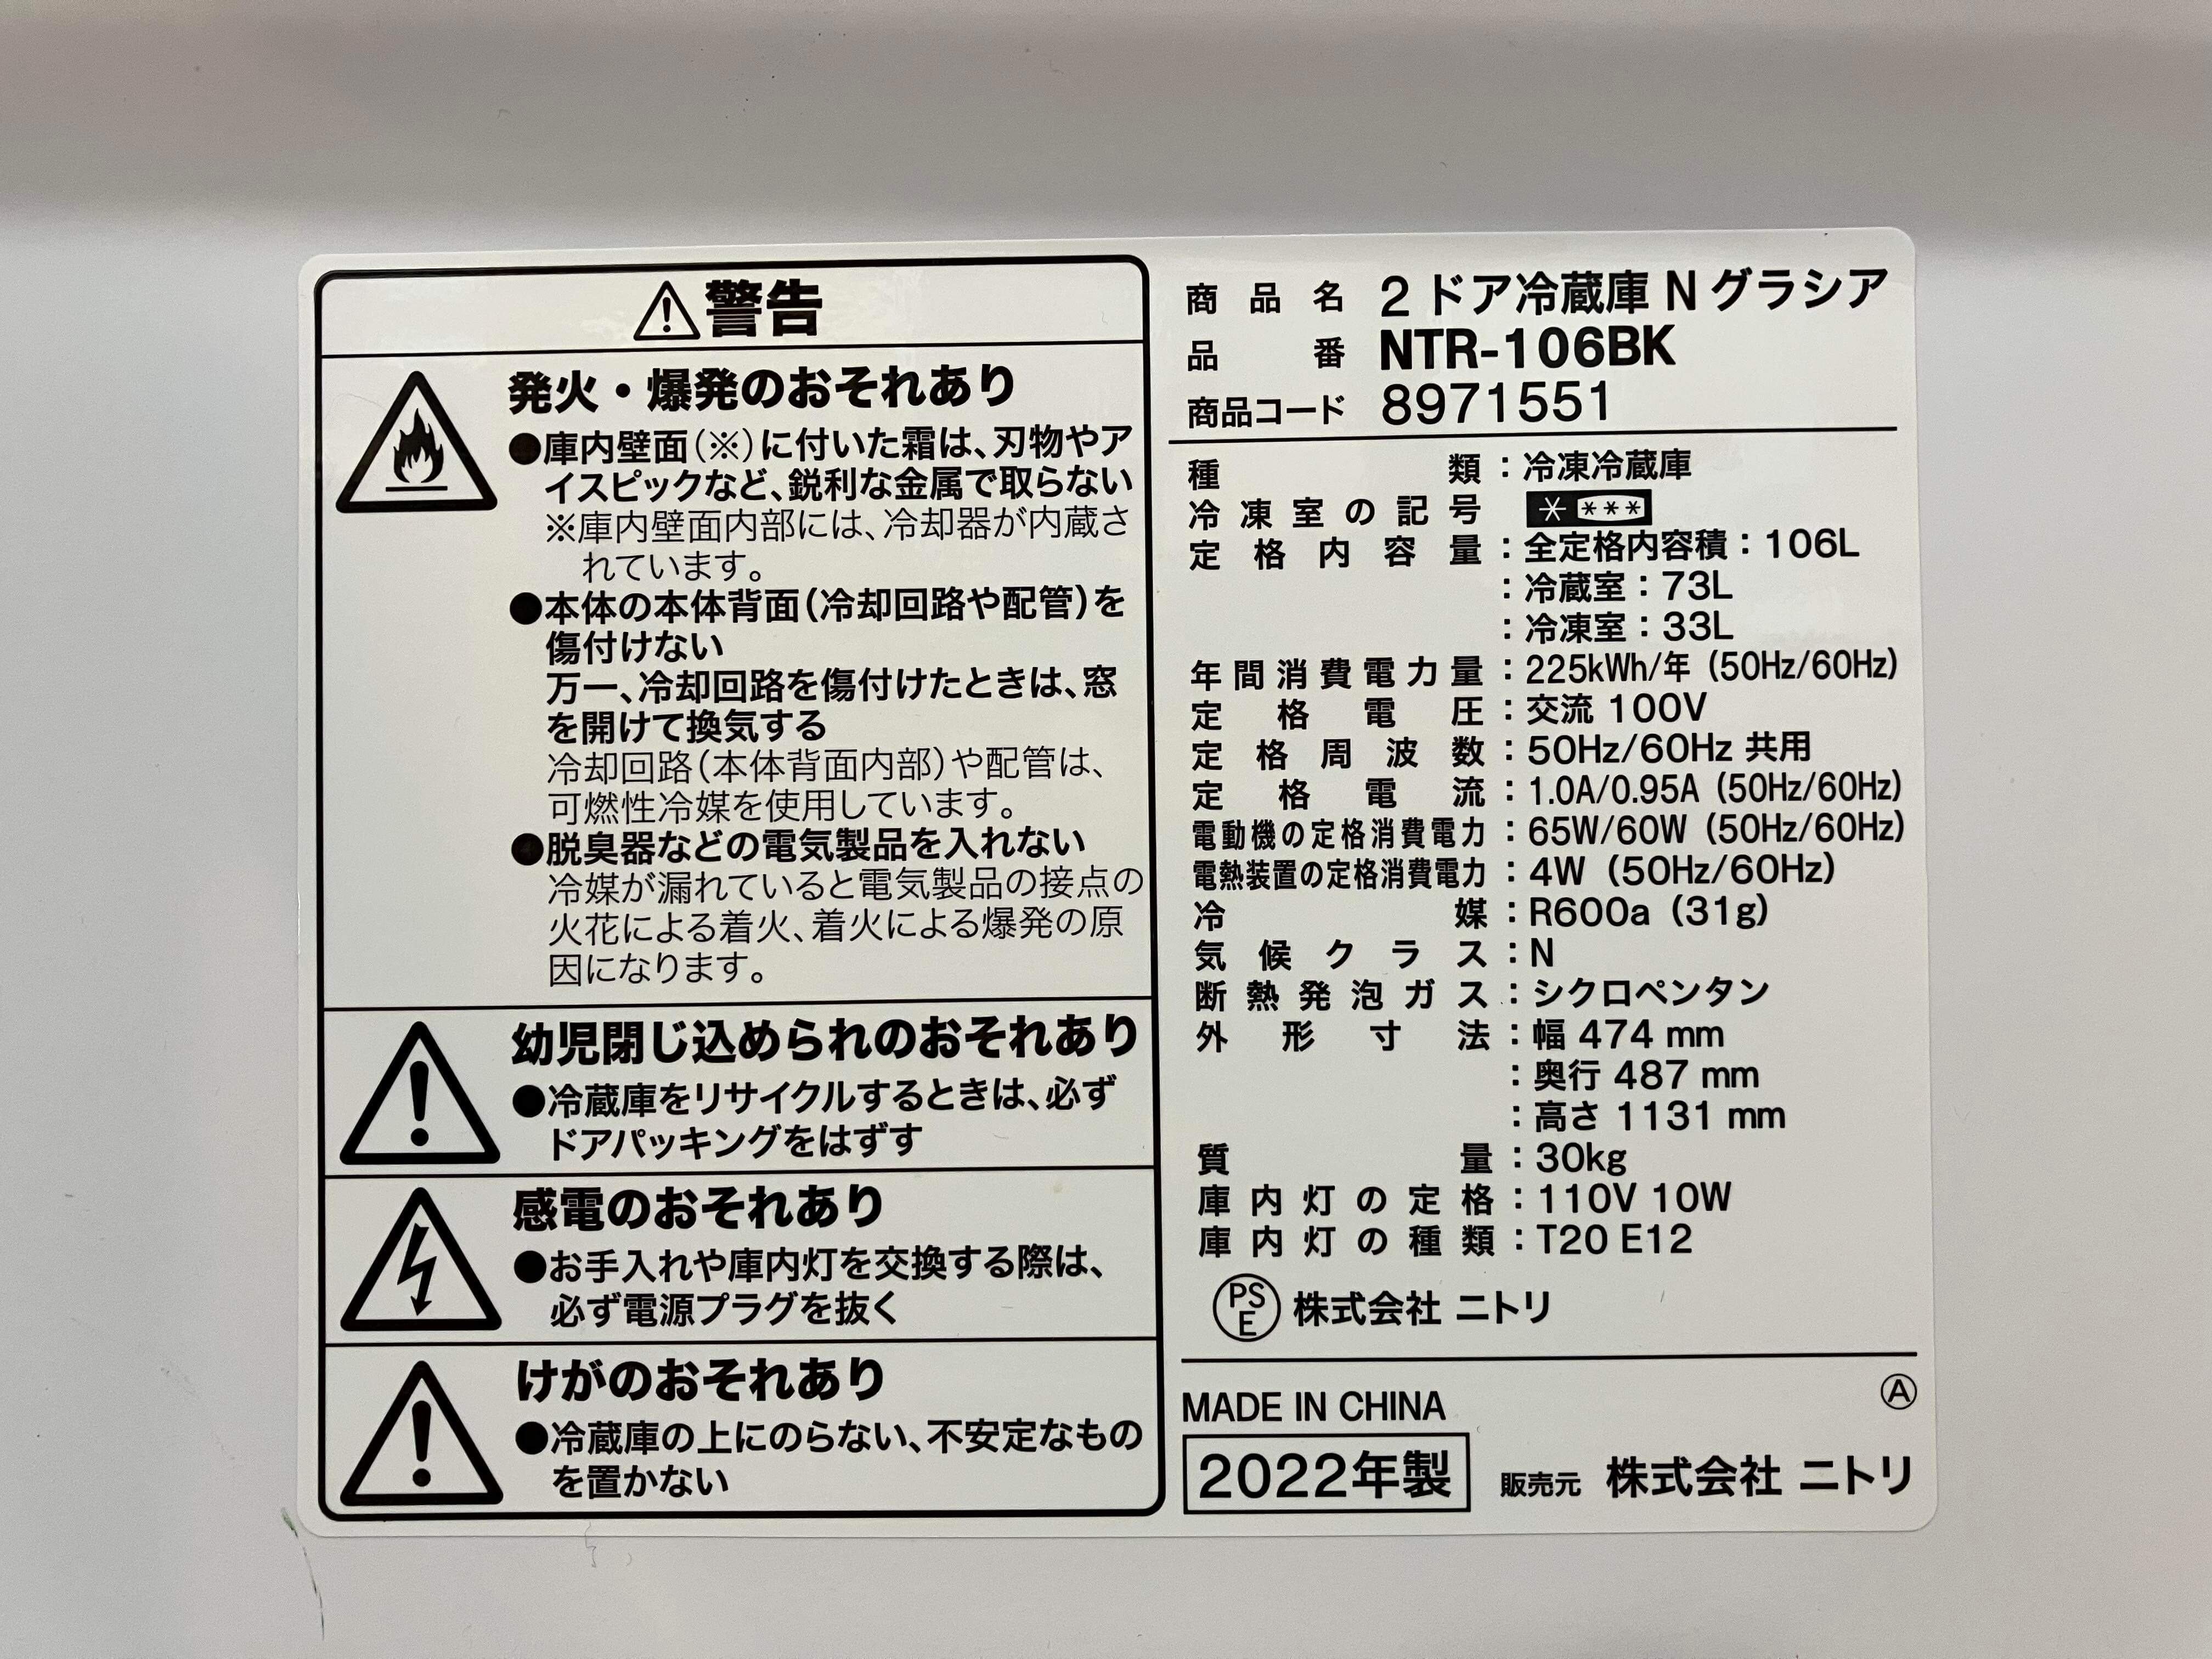 ⚠警告
発火・爆発のおそれあり
●庫内壁面(※)に付いた霜は、刃物やア
イスピックなど、鋭利な金属で取らない
※庫内壁面内部には、冷却器が内蔵さ
れています。
●本体の本体背面(冷却回路や配管)を
傷付けない
万一、冷却回路を傷付けたときは、窓
を開けて換気する
冷却回路(本体背面内部)や配管は、
可燃性冷媒を使用しています。
●脱臭器などの電気製品を入れない
冷媒が漏れていると電気製品の接点の
火花による着火、着火による爆発の原
因になります。
幼児閉じ込められのおそれあり
●冷蔵庫をリサイクルするときは、必ず
ドアパッキングをはずす
感電のおそれあり
●お手入れや庫内灯を交換する際は、
必ず電源プラグを抜く
けがのおそれあり
●冷蔵庫の上にのらない、不安定なもの
を置かない
商品名 2ドア冷蔵庫 N グラシア
品番 NTR-106BK
商品コード 8971551
種類：冷凍冷蔵庫
冷凍室の記号 * ***
定格内容量：全定格内容積：106L
：冷蔵室：73L
：冷凍室：33L
年間消費電力量：225kWh/年 (50Hz/60Hz)
定格電圧：交流 100V
定格周波数：50Hz/60Hz 共用
定格電流：1.0A/0.95A (50Hz/60Hz)
電動機の定格消費電力：65W/60W (50Hz/60Hz)
電熱装置の定格消費電力：4W (50Hz/60Hz)
冷媒：R600a (31g)
気候クラス：N
断熱発泡ガス：シクロペンタン
外形寸法：幅 474 mm
：奥行 487 mm
：高さ 1131 mm
質量：30kg
庫内灯の定格：110V 10W
庫内灯の種類：T20 E12
PSE 株式会社 ニトリ
MADE IN CHINA
Ⓐ
2022年製 販売元 株式会社 ニトリ